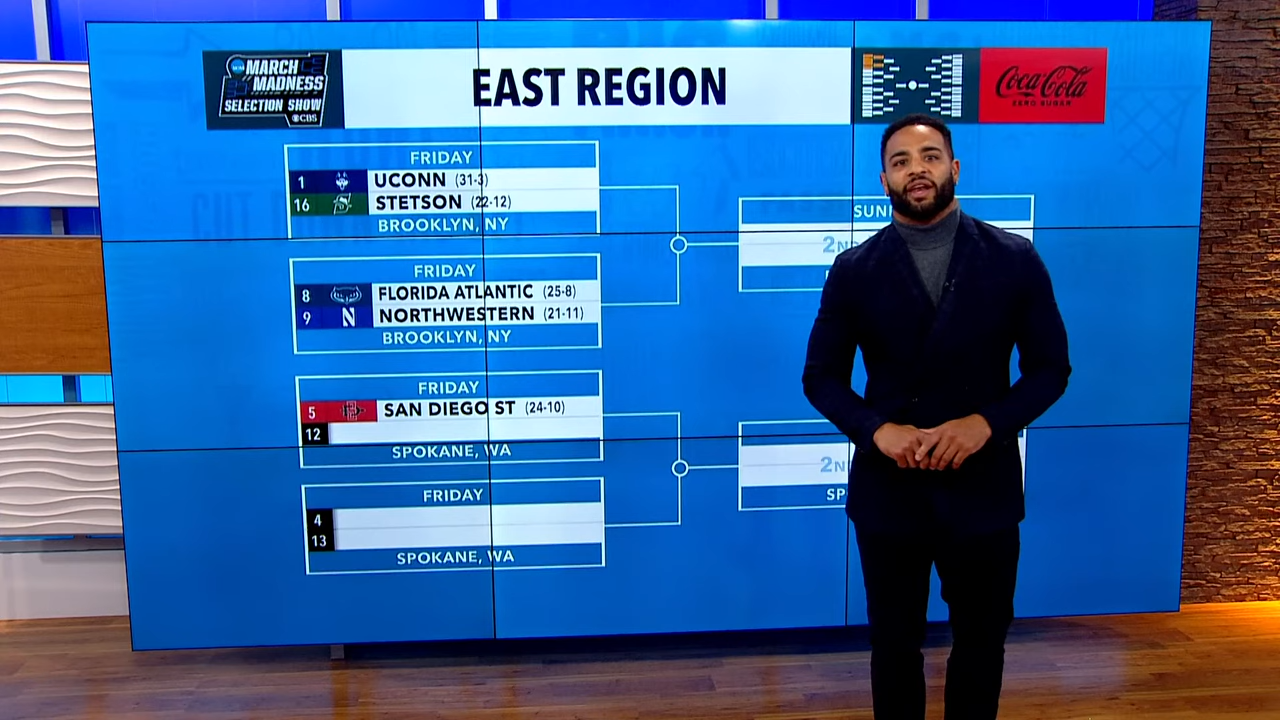 MARCH
MADNESS
SELECTION SHOW
CBS
EAST REGION
Coca-Cola
ZERO SUGAR
FRIDAY
1 UCONN (31-3)
16 STETSON (22-12)
BROOKLYN, NY
FRIDAY
8 FLORIDA ATLANTIC (25-8)
9 N NORTHWESTERN (21-11)
BROOKLYN, NY
FRIDAY
5 SAN DIEGO ST (24-10)
12
SPOKANE, WA
FRIDAY
4
13
SPOKANE, WA